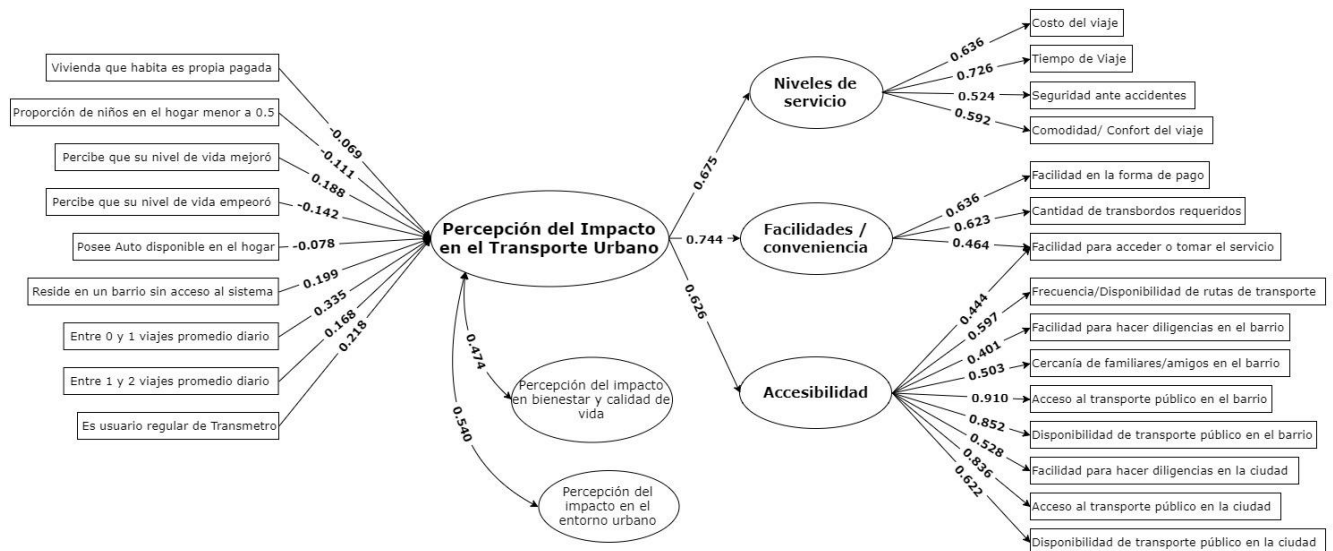 Vivienda que habita es propia pagada
Proporción de niños en el hogar menor a 0.5
Percibe que su nivel de vida mejoró
Percibe que su nivel de vida empeoró
Posee Auto disponible en el hogar
Reside en un barrio sin acceso al sistema
Entre 0 y 1 viajes promedio diario
Entre 1 y 2 viajes promedio diario
Es usuario regular de Transmetro
-0.069
-0.111
0.188
-0.142
-0.078
0.199
0.335
0.168
0.218
Percepción del Impacto
en el Transporte Urbano
0.474
0.540
Percepción del impacto
en bienestar y calidad de
vida
Percepción del
impacto en el
entorno urbano
0.675
0.744
0.626
Niveles de
servicio
0.636
0.726
0.524
0.592
Costo del viaje
Tiempo de Viaje
Seguridad ante accidentes
Comodidad/ Confort del viaje
Facilidades /
conveniencia
0.636
0.623
0.464
Facilidad en la forma de pago
Cantidad de transbordos requeridos
Facilidad para acceder o tomar el servicio
Accesibilidad
0.444
0.597
0.401
0.503
0.910
0.852
0.528
0.836
0.622
Frecuencia/Disponibilidad de rutas de transporte
Facilidad para hacer diligencias en el barrio
Cercanía de familiares/amigos en el barrio
Acceso al transporte público en el barrio
Disponibilidad de transporte público en el barrio
Facilidad para hacer diligencias en la ciudad
Acceso al transporte público en la ciudad
Disponibilidad de transporte público en la ciudad